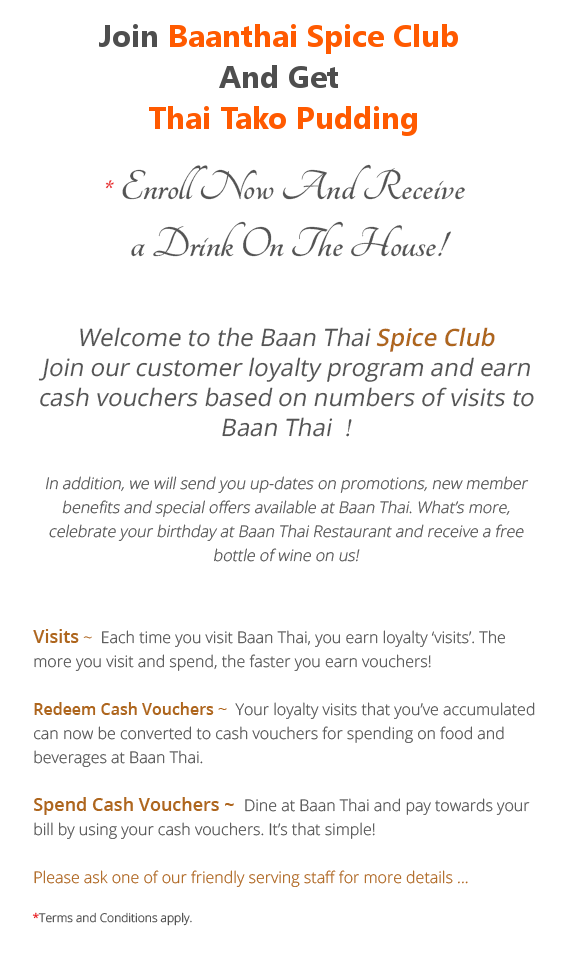 Join Baanthai Spice Club
And Get
Thai Tako Pudding
* Enroll Now And Receive
a Drink On The House!
Welcome to the Baan Thai Spice Club
Join our customer loyalty program and earn
cash vouchers based on numbers of visits to
Baan Thai !
In addition, we will send you up-dates on promotions, new member
benefits and special offers available at Baan Thai. What’s more,
celebrate your birthday at Baan Thai Restaurant and receive a free
bottle of wine on us!
Visits ~ Each time you visit Baan Thai, you earn loyalty ‘visits’. The
more you visit and spend, the faster you earn vouchers!
Redeem Cash Vouchers ~ Your loyalty visits that you’ve accumulated
can now be converted to cash vouchers for spending on food and
beverages at Baan Thai.
Spend Cash Vouchers ~ Dine at Baan Thai and pay towards your
bill by using your cash vouchers. It’s that simple!
Please ask one of our friendly serving staff for more details ...
*Terms and Conditions apply.